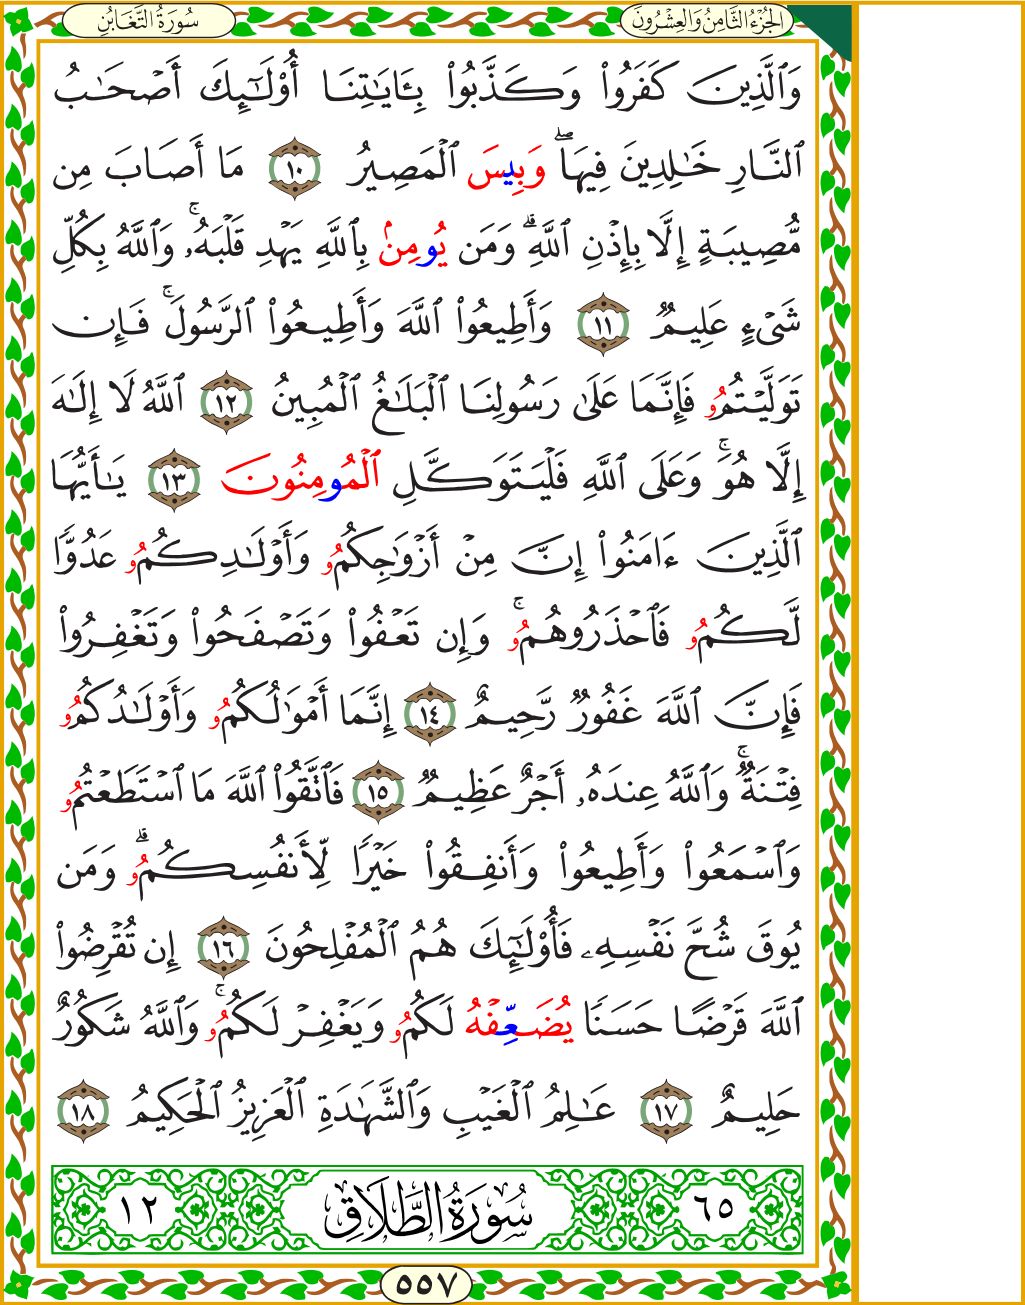 الجُزْءُ الثَّامِنُ وَالعِشْرُونَ
سُورَةُ التَّغَابُنِ
وَٱلَّذِينَ كَفَرُوا۟ وَكَذَّبُوا۟ بِـَٔايَـٰتِنَا أُو۟لَـٰٓئِكَ أَصْحَـٰبُ
ٱلنَّارِ خَـٰلِدِينَ فِيهَاۖ وَبِيسَ ٱلْمَصِيرُ ١٠ مَا أَصَابَ مِن
مُّصِيبَةٍ إِلَّا بِإِذْنِ ٱللَّهِۗ وَمَن يُومِنۢ بِٱللَّهِ يَهْدِ قَلْبَهُۥۚ وَٱللَّهُ بِكُلِّ
شَىْءٍ عَلِيمٌ ١١ وَأَطِيعُوا۟ ٱللَّهَ وَأَطِيعُوا۟ ٱلرَّسُولَۚ فَإِن
تَوَلَّيْتُمُۥ فَإِنَّمَا عَلَىٰ رَسُولِنَا ٱلْبَلَـٰغُ ٱلْمُبِينُ ١٢ ٱللَّهُ لَا إِلَـٰهَ
إِلَّا هُوَۚ وَعَلَى ٱللَّهِ فَلْيَتَوَكَّلِ ٱلْمُومِنُونَ ١٣ يَـٰأَيُّهَا
ٱلَّذِينَ ءَامَنُوا۟ إِنَّ مِنْ أَزْوَٰجِكُمُۥ وَأَوْلَـٰدِكُمُۥ عَدُوًّا
لَّكُمُۥ فَٱحْذَرُوهُمُۥۚ وَإِن تَعْفُوا۟ وَتَصْفَحُوا۟ وَتَغْفِرُوا۟
فَإِنَّ ٱللَّهَ غَفُورٌ رَّحِيمٌ ١٤ إِنَّمَا أَمْوَٰلُكُمُۥ وَأَوْلَـٰدُكُمُۥ
فِتْنَةٌۚ وَٱللَّهُ عِندَهُۥ أَجْرٌ عَظِيمٌ ١٥ فَٱتَّقُوا۟ ٱللَّهَ مَا ٱسْتَطَعْتُمُۥ
وَٱسْمَعُوا۟ وَأَطِيعُوا۟ وَأَنفِقُوا۟ خَيْرًا لِّأَنفُسِكُمُۥۗ وَمَن
يُوقَ شُحَّ نَفْسِهِۦ فَأُو۟لَـٰٓئِكَ هُمُ ٱلْمُفْلِحُونَ ١٦ إِن تُقْرِضُوا۟
ٱللَّهَ قَرْضًا حَسَنًا يُضَعِّفْهُ لَكُمُۥ وَيَغْفِرْ لَكُمُۥۚ وَٱللَّهُ شَكُورٌ
حَلِيمٌ ١٧ عَـٰلِمُ ٱلْغَيْبِ وَٱلشَّهَـٰدَةِ ٱلْعَزِيزُ ٱلْحَكِيمُ ١٨
٦٥ سُورَةُ الطَّلَاقِ ١٢
٥٥٧